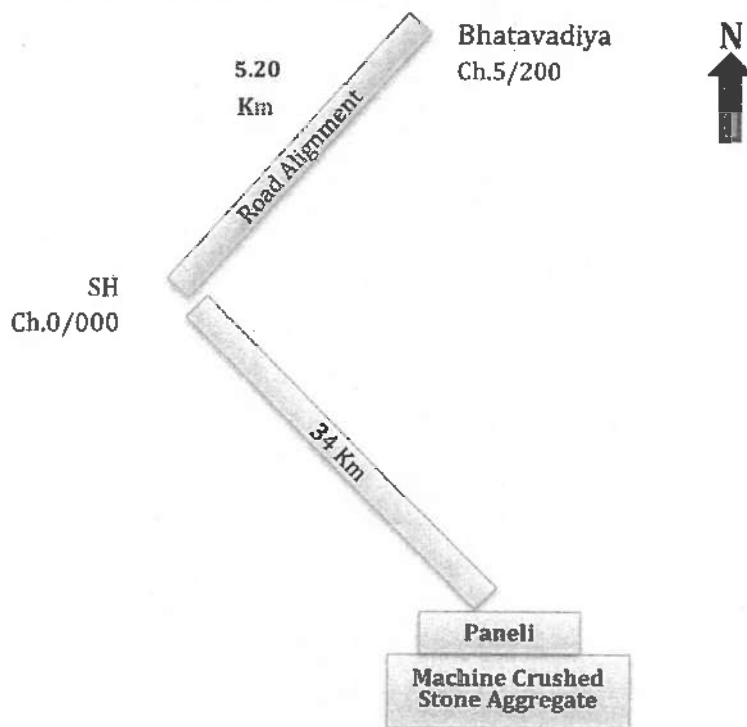 Bhatavadiya
Ch.5/200
N
5.20
Km
Road Alignment
SH
Ch.0/000
34 Km
Paneli
Machine Crushed
Stone Aggregate